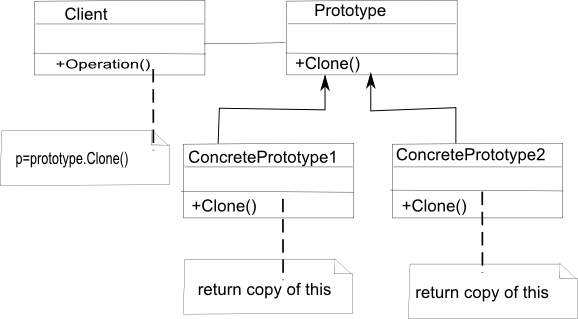 Client
+Operation()
Prototype
+Clone()
p=prototype.Clone()
ConcretePrototype1
+Clone()
ConcretePrototype2
+Clone()
return copy of this
return copy of this